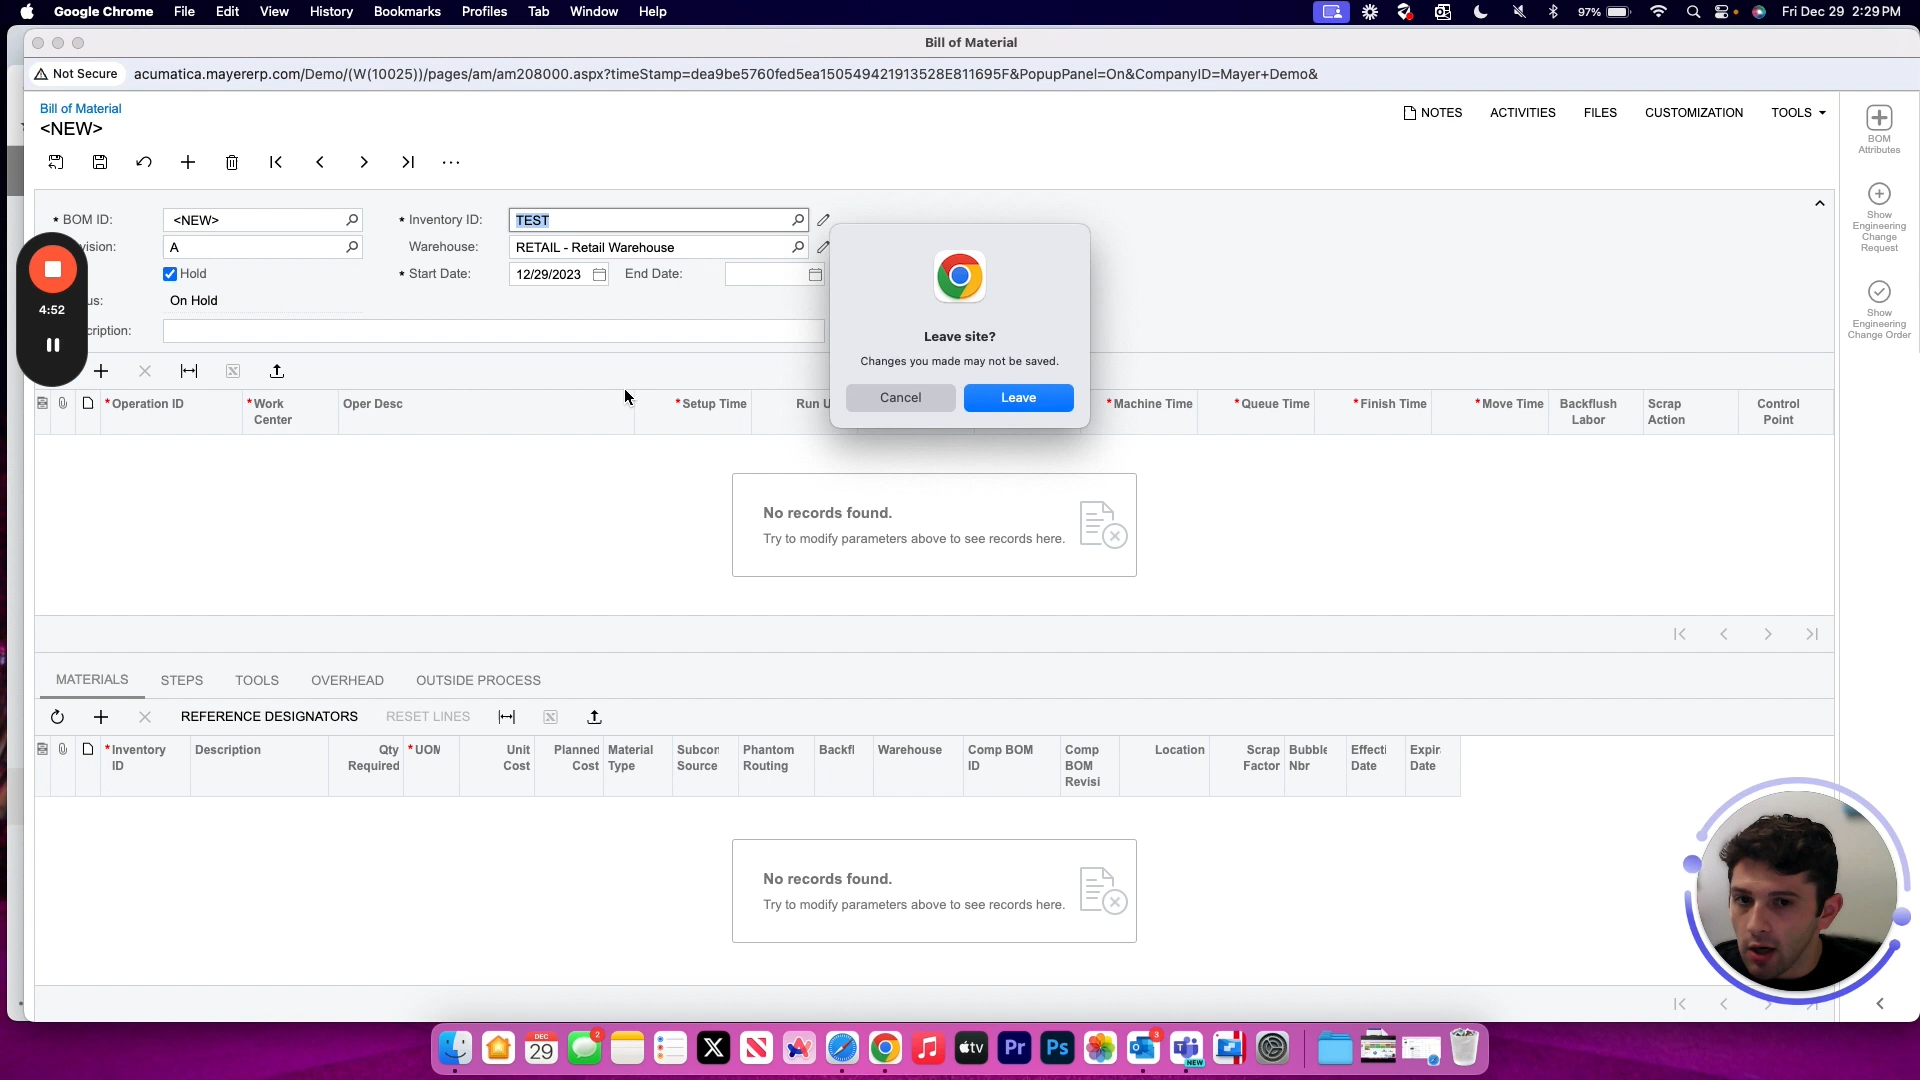 Google Chrome File Edit View History Bookmarks Profiles Tab Window Help 97% Fri Dec 29 2:29 PM
Bill of Material
Not Secure acumatica.mayererp.com/Demo/(W(10025))/pages/am/am208000.aspx?timeStamp=dea9be5760fed5ea150549421913528E811695F&PopupPanel=On&CompanyID=Mayer+Demo&
Bill of Material
<NEW>
NOTES ACTIVITIES FILES CUSTOMIZATION TOOLS
BOM Attributes
Show Engineering Change Request
Show Engineering Change Order
* BOM ID: <NEW> * Inventory ID: TEST
vision: A Warehouse: RETAIL - Retail Warehouse
Hold * Start Date: 12/29/2023 End Date:
us: On Hold
cription:
4:52
Leave site?
Changes you made may not be saved.
Cancel Leave
*Operation ID *Work Center Oper Desc *Setup Time Run U *Machine Time *Queue Time *Finish Time *Move Time Backflush Labor Scrap Action Control Point
No records found.
Try to modify parameters above to see records here.
MATERIALS STEPS TOOLS OVERHEAD OUTSIDE PROCESS
REFERENCE DESIGNATORS RESET LINES
*Inventory ID Description Qty Required *UOM Unit Cost Planned Cost Material Type Subcon Source Phantom Routing Backfl Warehouse Comp BOM ID Comp BOM Revisi Location Scrap Factor Bubble Nbr Effecti Date Expir Date
No records found.
Try to modify parameters above to see records here.
DEC
29
2
X
N
tv
Pr
Ps
3
NEW